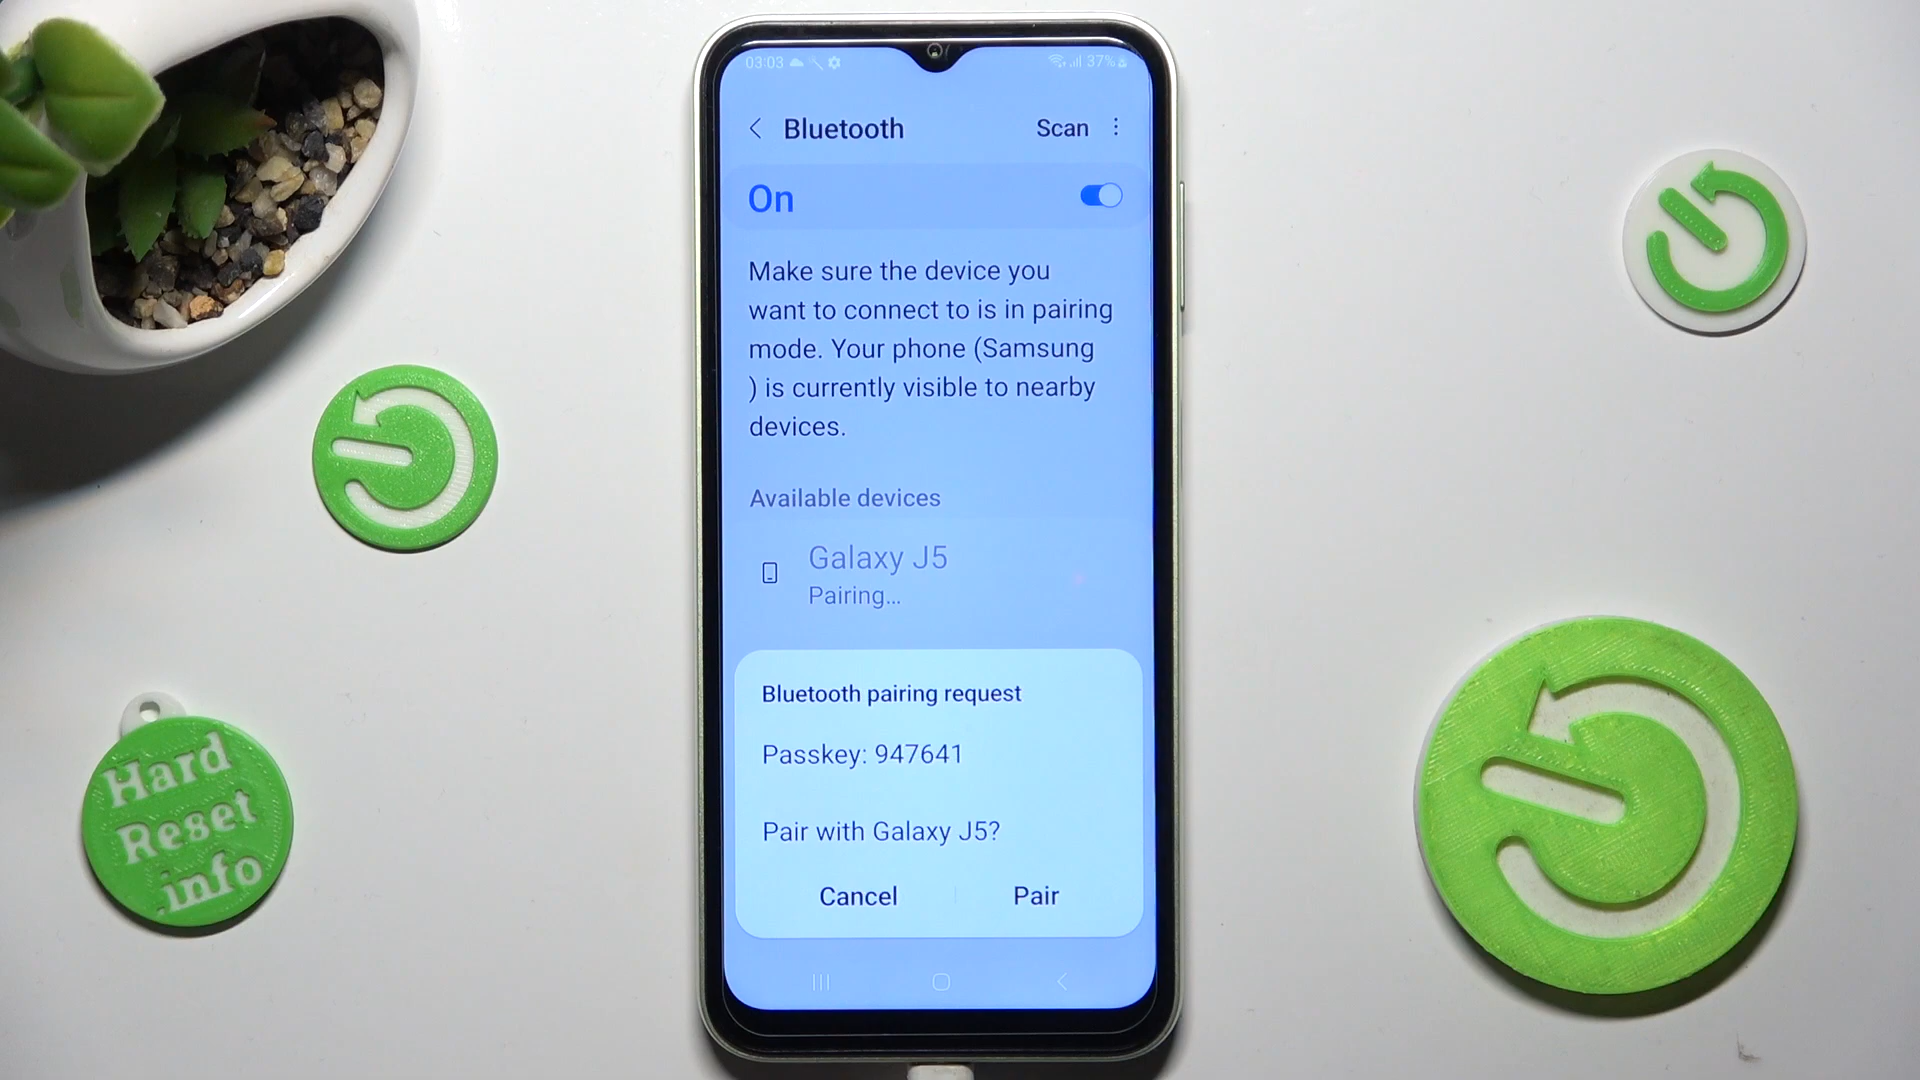 03:03
37%
Bluetooth
Scan
On
Make sure the device you
want to connect to is in pairing
mode. Your phone (Samsung
) is currently visible to nearby
devices.
Available devices
Galaxy J5
Pairing...
Bluetooth pairing request
Passkey: 947641
Pair with Galaxy J5?
Cancel
Pair
Hard
Reset
.info